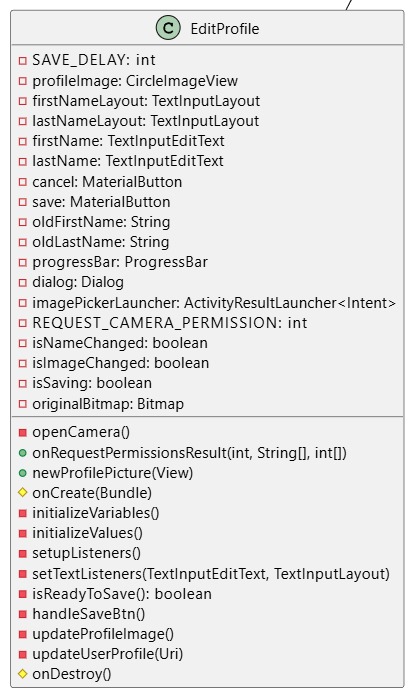 C EditProfile
SAVE_DELAY: int
profileImage: CircleImageView
firstNameLayout: TextInputLayout
lastNameLayout: TextInputLayout
firstName: TextInputEditText
lastName: TextInputEditText
cancel: MaterialButton
save: MaterialButton
oldFirstName: String
oldLastName: String
progressBar: ProgressBar
dialog: Dialog
imagePickerLauncher: ActivityResultLauncher<Intent>
REQUEST_CAMERA_PERMISSION: int
isNameChanged: boolean
isImageChanged: boolean
isSaving: boolean
originalBitmap: Bitmap
openCamera()
onRequestPermissionsResult(int, String[], int[])
newProfilePicture(View)
onCreate(Bundle)
initializeVariables()
initializeValues()
setupListeners()
setTextListeners(TextInputEditText, TextInputLayout)
isReadyToSave(): boolean
handleSaveBtn()
updateProfileImage()
updateUserProfile(Uri)
onDestroy()